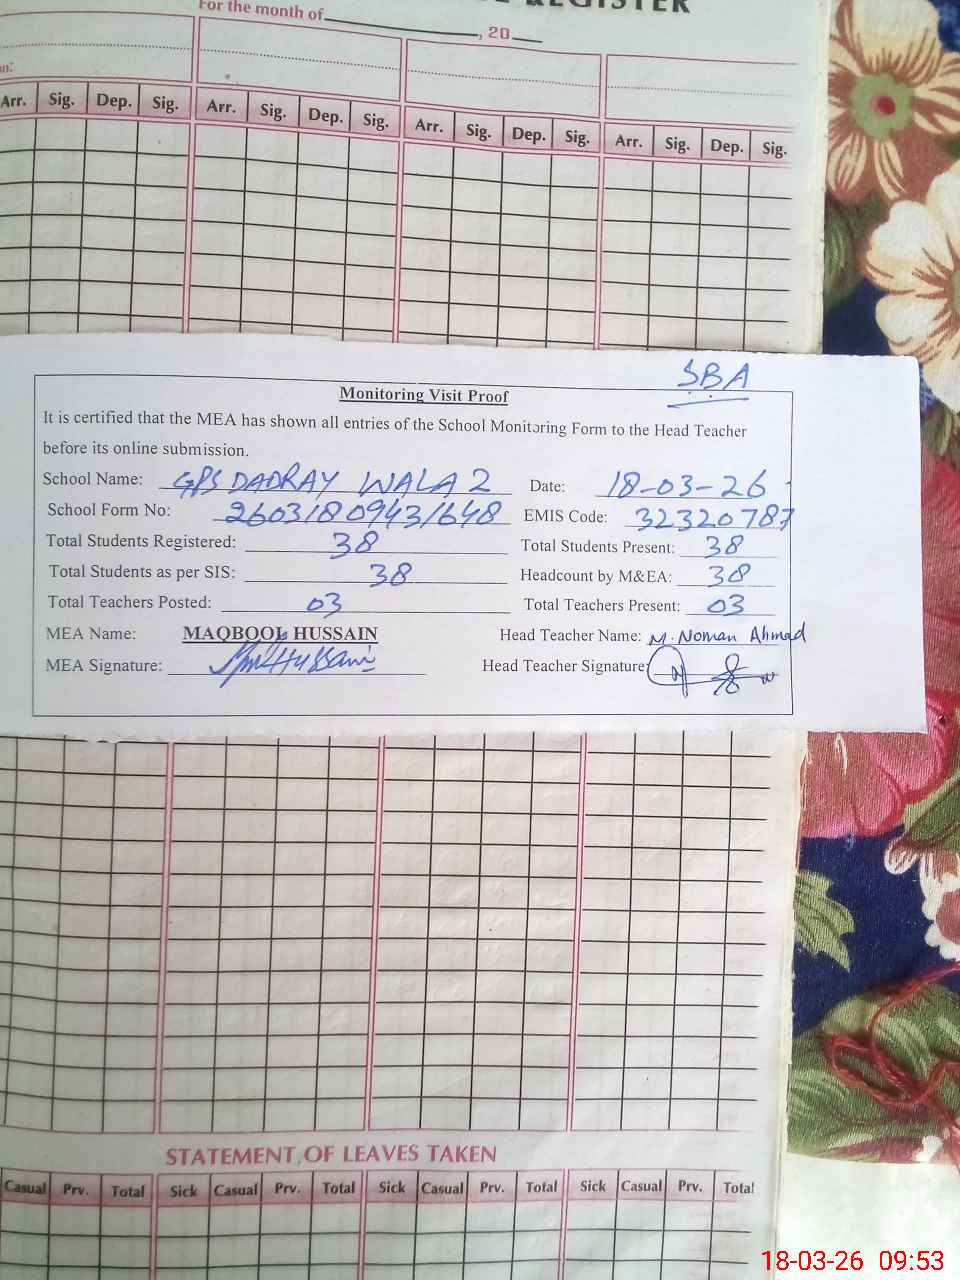 REGISTER
For the month of , 20
Arr. Sig. Dep. Sig. Arr. Sig. Dep. Sig. Arr. Sig. Dep. Sig. Arr. Sig. Dep. Sig.
SBA
Monitoring Visit Proof
It is certified that the MEA has shown all entries of the School Monitoring Form to the Head Teacher
before its online submission.
School Name: GPS DADRAY WALA 2 Date: 18-03-26
School Form No: 26031809431648 EMIS Code: 32320787
Total Students Registered: 38 Total Students Present: 38
Total Students as per SIS: 38 Headcount by M&EA: 38
Total Teachers Posted: 03 Total Teachers Present: 03
MEA Name: MAQBOOL HUSSAIN Head Teacher Name: M. Noman Ahmad
MEA Signature: Head Teacher Signature:
STATEMENT OF LEAVES TAKEN
Casual Prv. Total Sick Casual Prv. Total Sick Casual Prv. Total Sick Casual Prv. Total
18-03-26 09:53